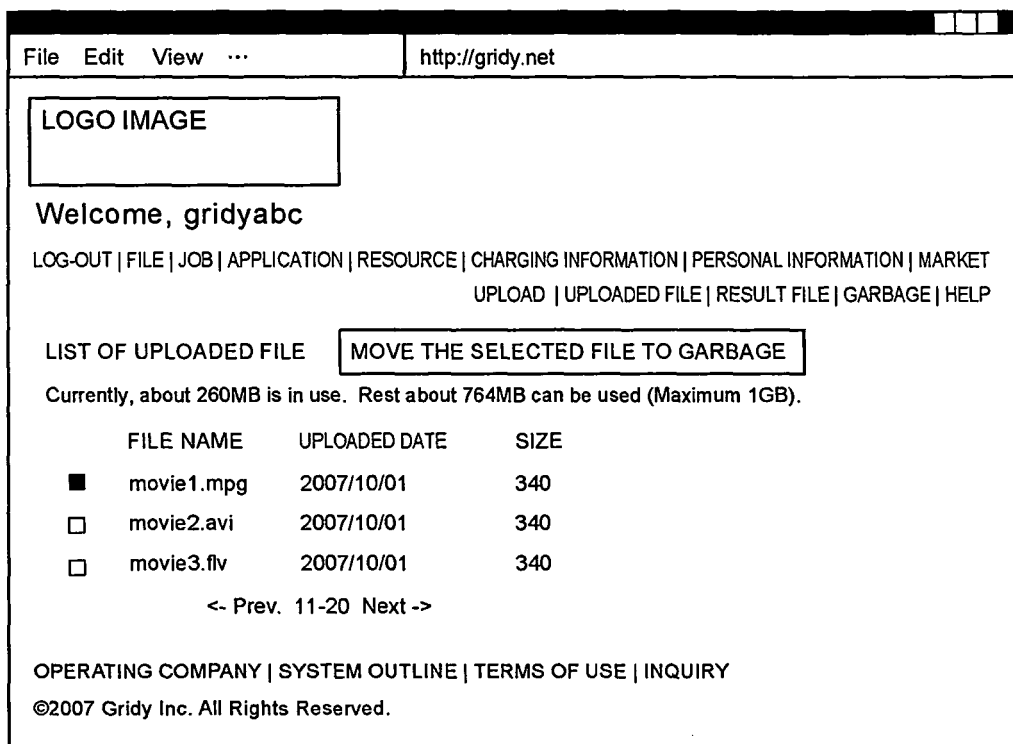 File Edit View ··· http://gridy.net
LOGO IMAGE
Welcome, gridyabc
LOG-OUT | FILE | JOB | APPLICATION | RESOURCE | CHARGING INFORMATION | PERSONAL INFORMATION | MARKET
UPLOAD | UPLOADED FILE | RESULT FILE | GARBAGE | HELP
LIST OF UPLOADED FILE MOVE THE SELECTED FILE TO GARBAGE
Currently, about 260MB is in use. Rest about 764MB can be used (Maximum 1GB).
FILE NAME UPLOADED DATE SIZE
movie1.mpg 2007/10/01 340
movie2.avi 2007/10/01 340
movie3.flv 2007/10/01 340
<- Prev. 11-20 Next ->
OPERATING COMPANY | SYSTEM OUTLINE | TERMS OF USE | INQUIRY
©2007 Gridy Inc. All Rights Reserved.